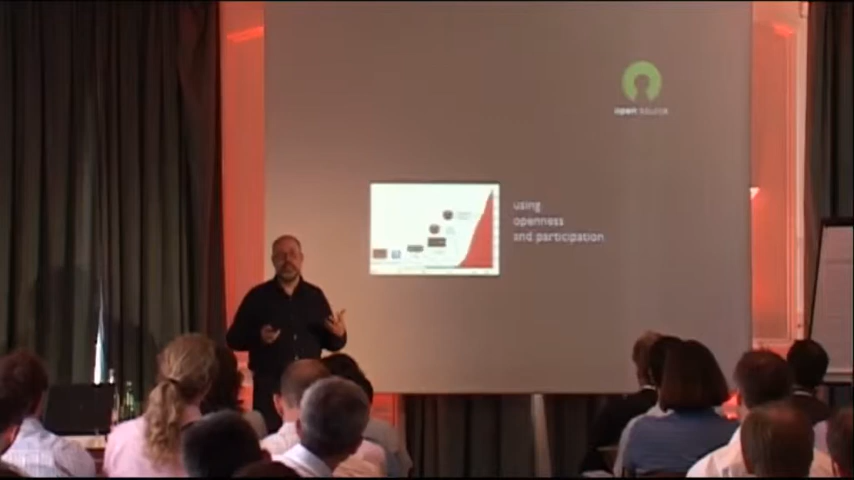 open source
using
openness
and participation